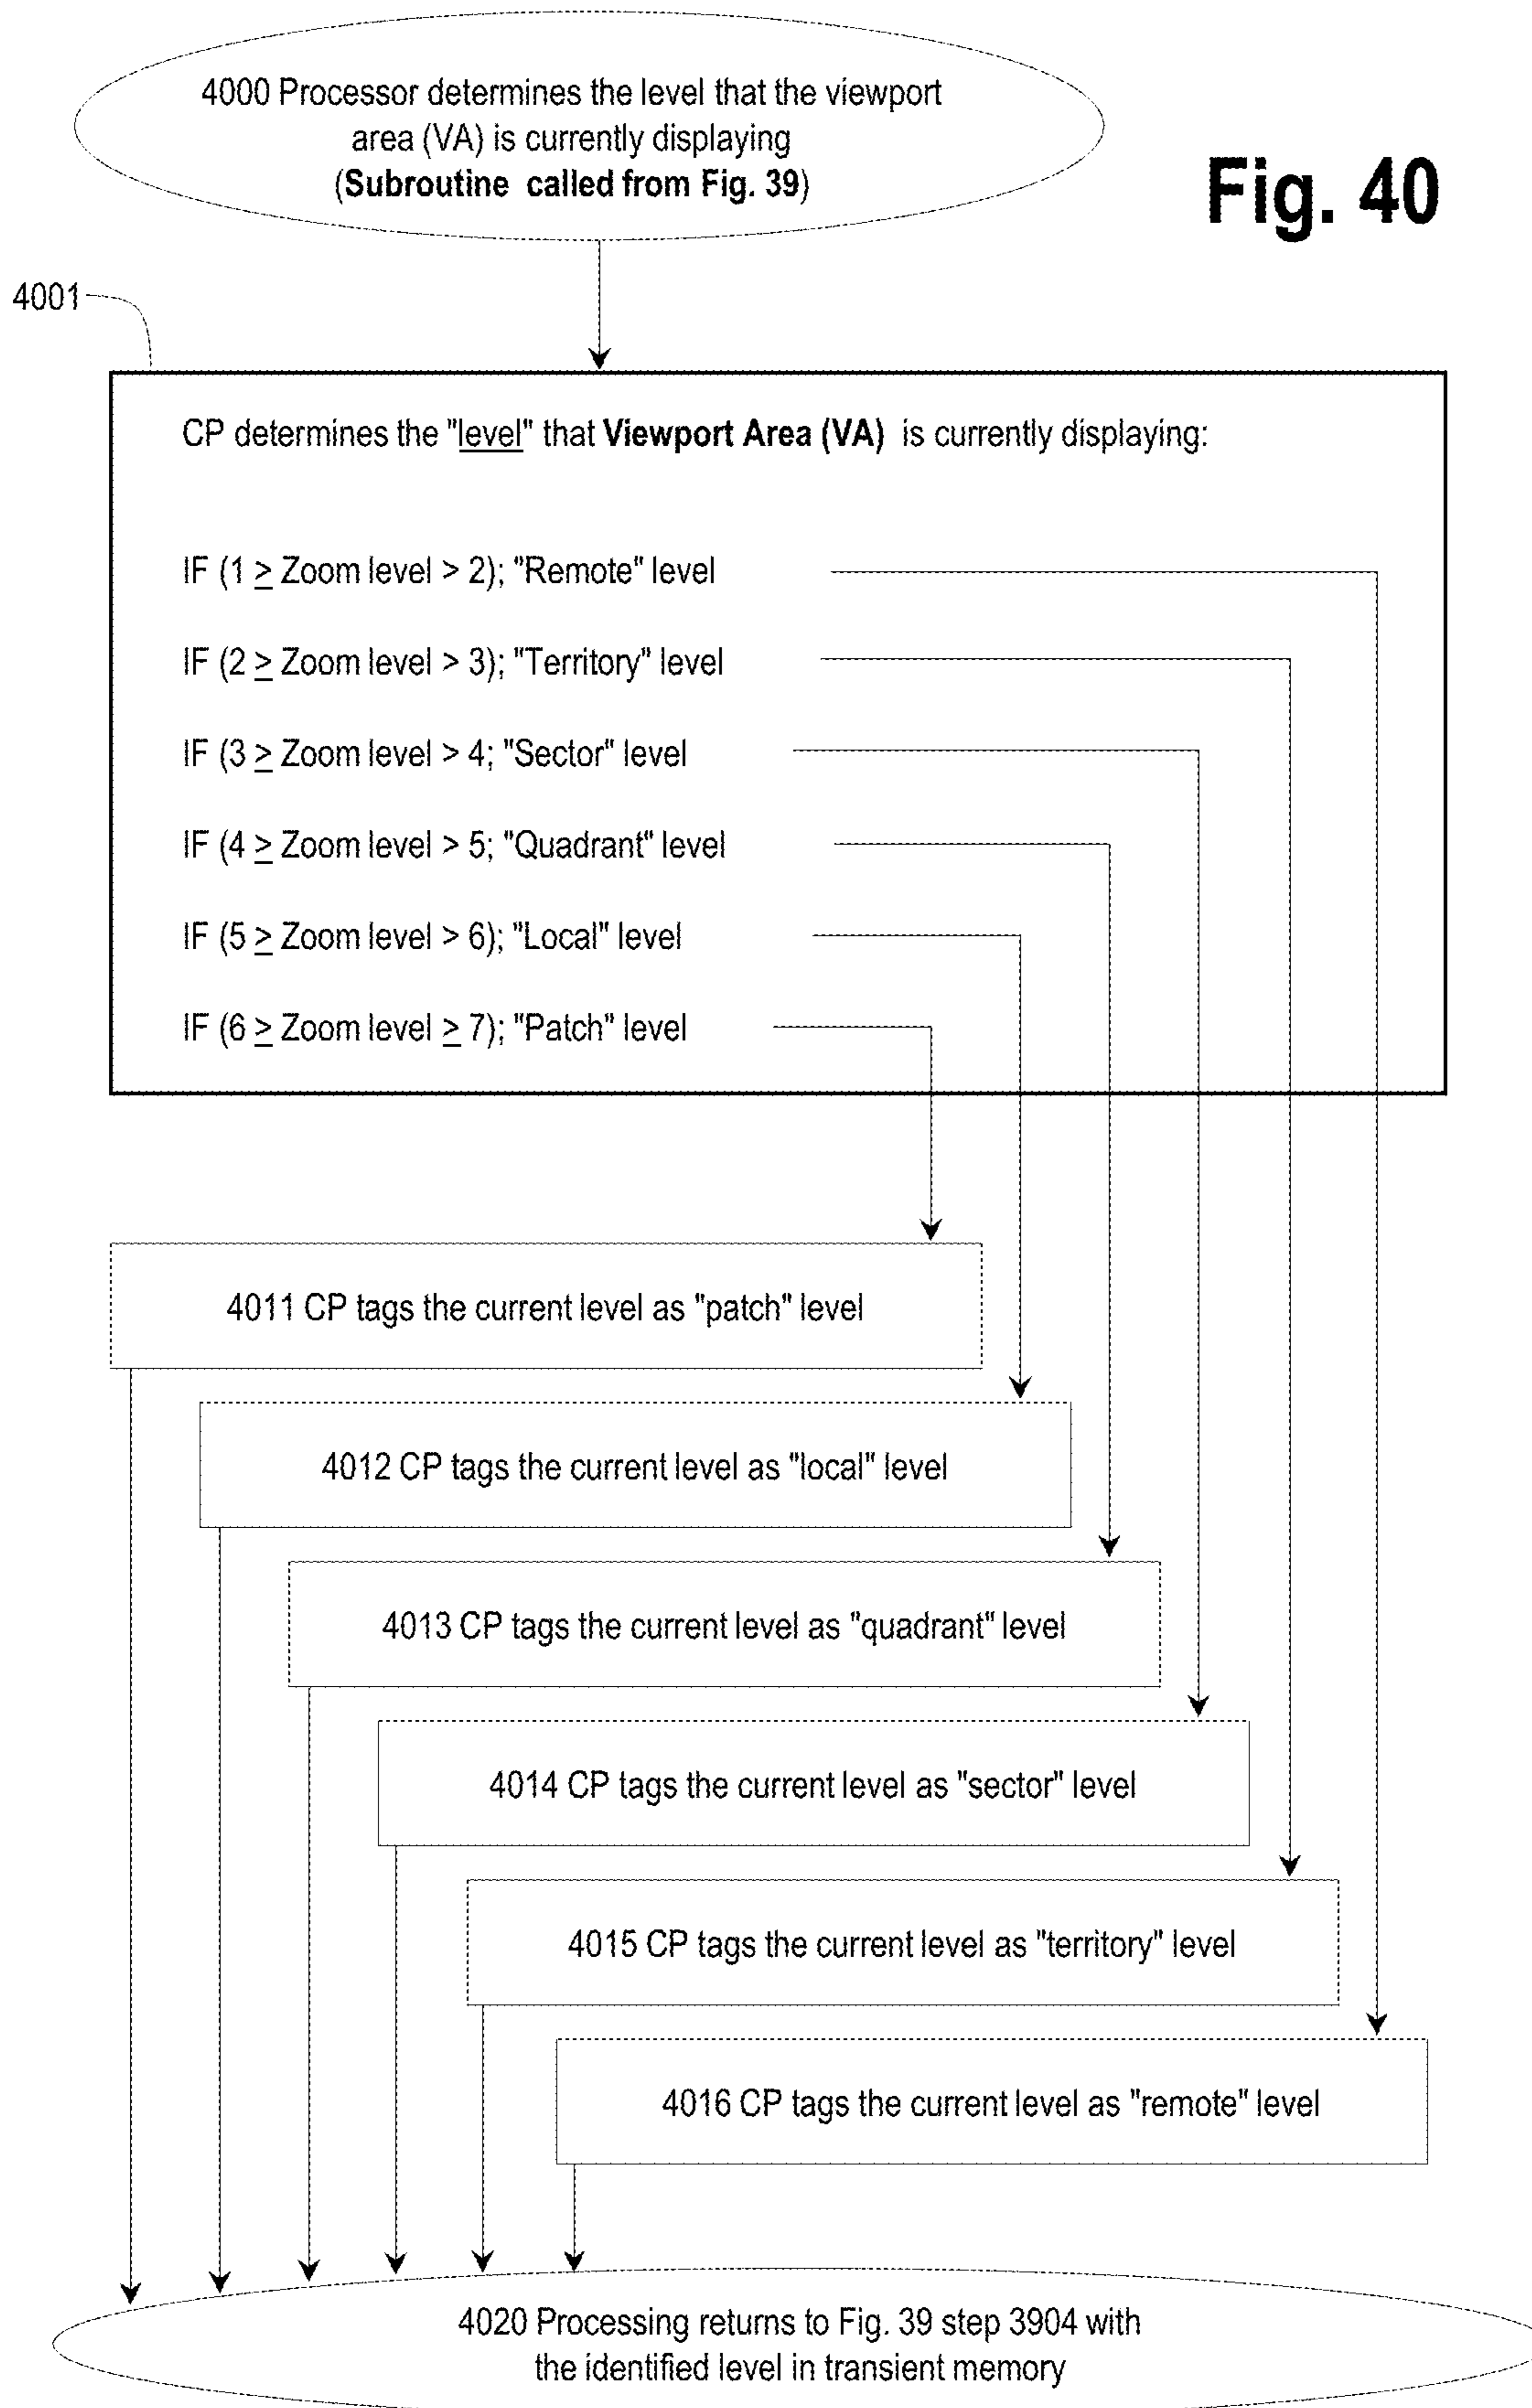 4000 Processor determines the level that the viewport
area (VA) is currently displaying
(Subroutine called from Fig. 39)
Fig. 40
4001
CP determines the "level" that Viewport Area (VA) is currently displaying:
IF (1 ≥ Zoom level > 2); "Remote" level
IF (2 ≥ Zoom level > 3); "Territory" level
IF (3 ≥ Zoom level > 4; "Sector" level
IF (4 ≥ Zoom level > 5; "Quadrant" level
IF (5 ≥ Zoom level > 6); "Local" level
IF (6 ≥ Zoom level ≥ 7); "Patch" level
4011 CP tags the current level as "patch" level
4012 CP tags the current level as "local" level
4013 CP tags the current level as "quadrant" level
4014 CP tags the current level as "sector" level
4015 CP tags the current level as "territory" level
4016 CP tags the current level as "remote" level
4020 Processing returns to Fig. 39 step 3904 with
the identified level in transient memory